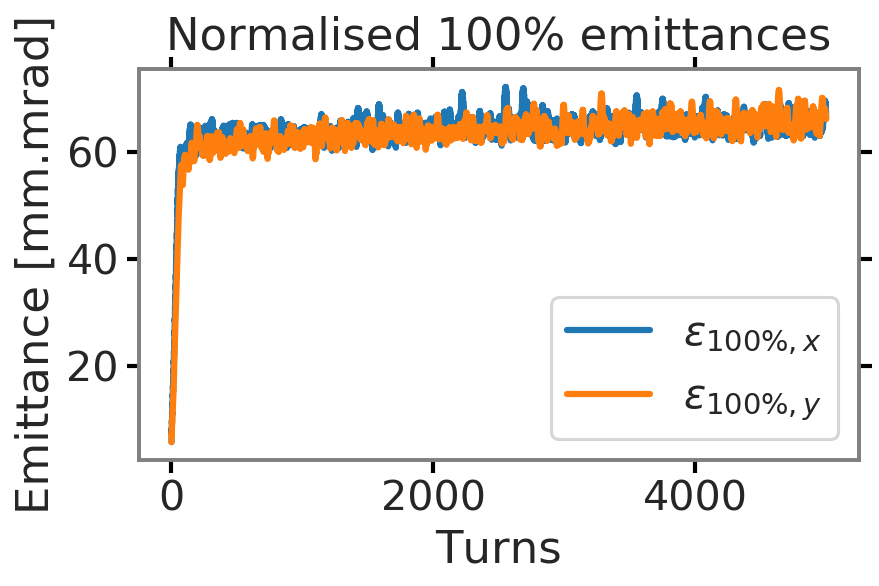 Normalised 100% emittances
Emittance [mm.mrad]
60
40
20
ε100%, x
ε100%, y
0 2000 4000
Turns